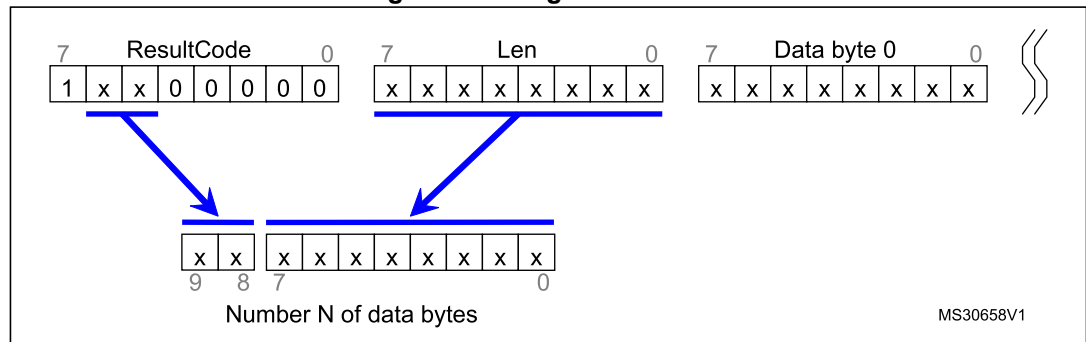 7 ResultCode 0 7 Len 0 7 Data byte 0 0
1 x x 0 0 0 0 0 x x x x x x x x x x x x x x x x
x x x x x x x x x x
9 8 7 0
Number N of data bytes
MS30658V1